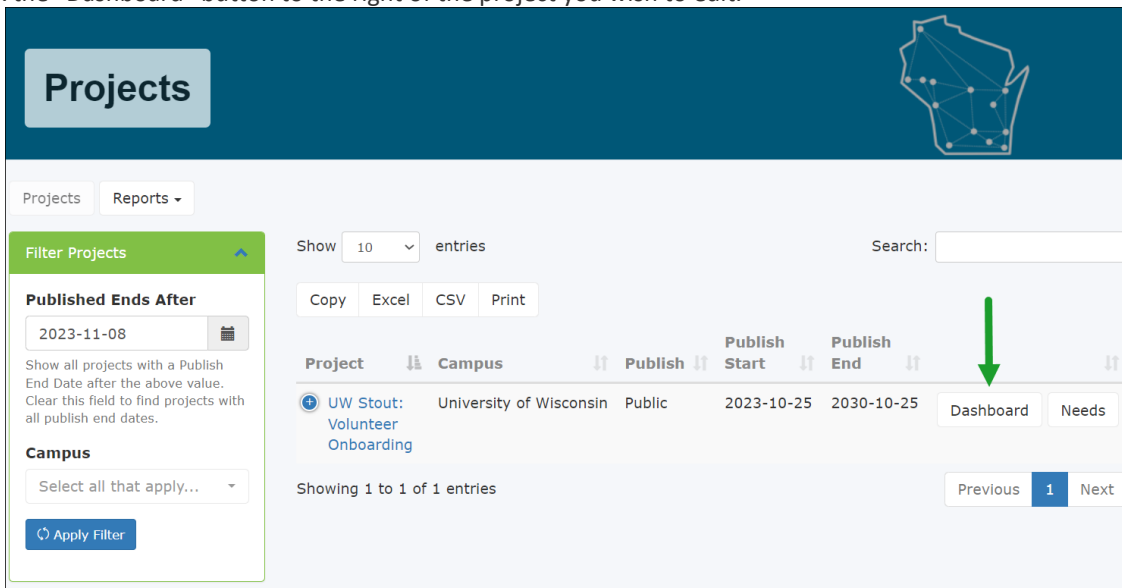 the "Dashboard" button to the right of the project you wish to edit.
Projects
Projects
Reports
Filter Projects
Published Ends After
2023-11-08
Show all projects with a Publish
End Date after the above value.
Clear this field to find projects with
all publish end dates.
Campus
Select all that apply...
Apply Filter
Show 10 entries
Search:
Copy Excel CSV Print
Project Campus Publish Publish Start Publish End
UW Stout: Volunteer Onboarding University of Wisconsin Public 2023-10-25 2030-10-25 Dashboard Needs
Showing 1 to 1 of 1 entries
Previous 1 Next